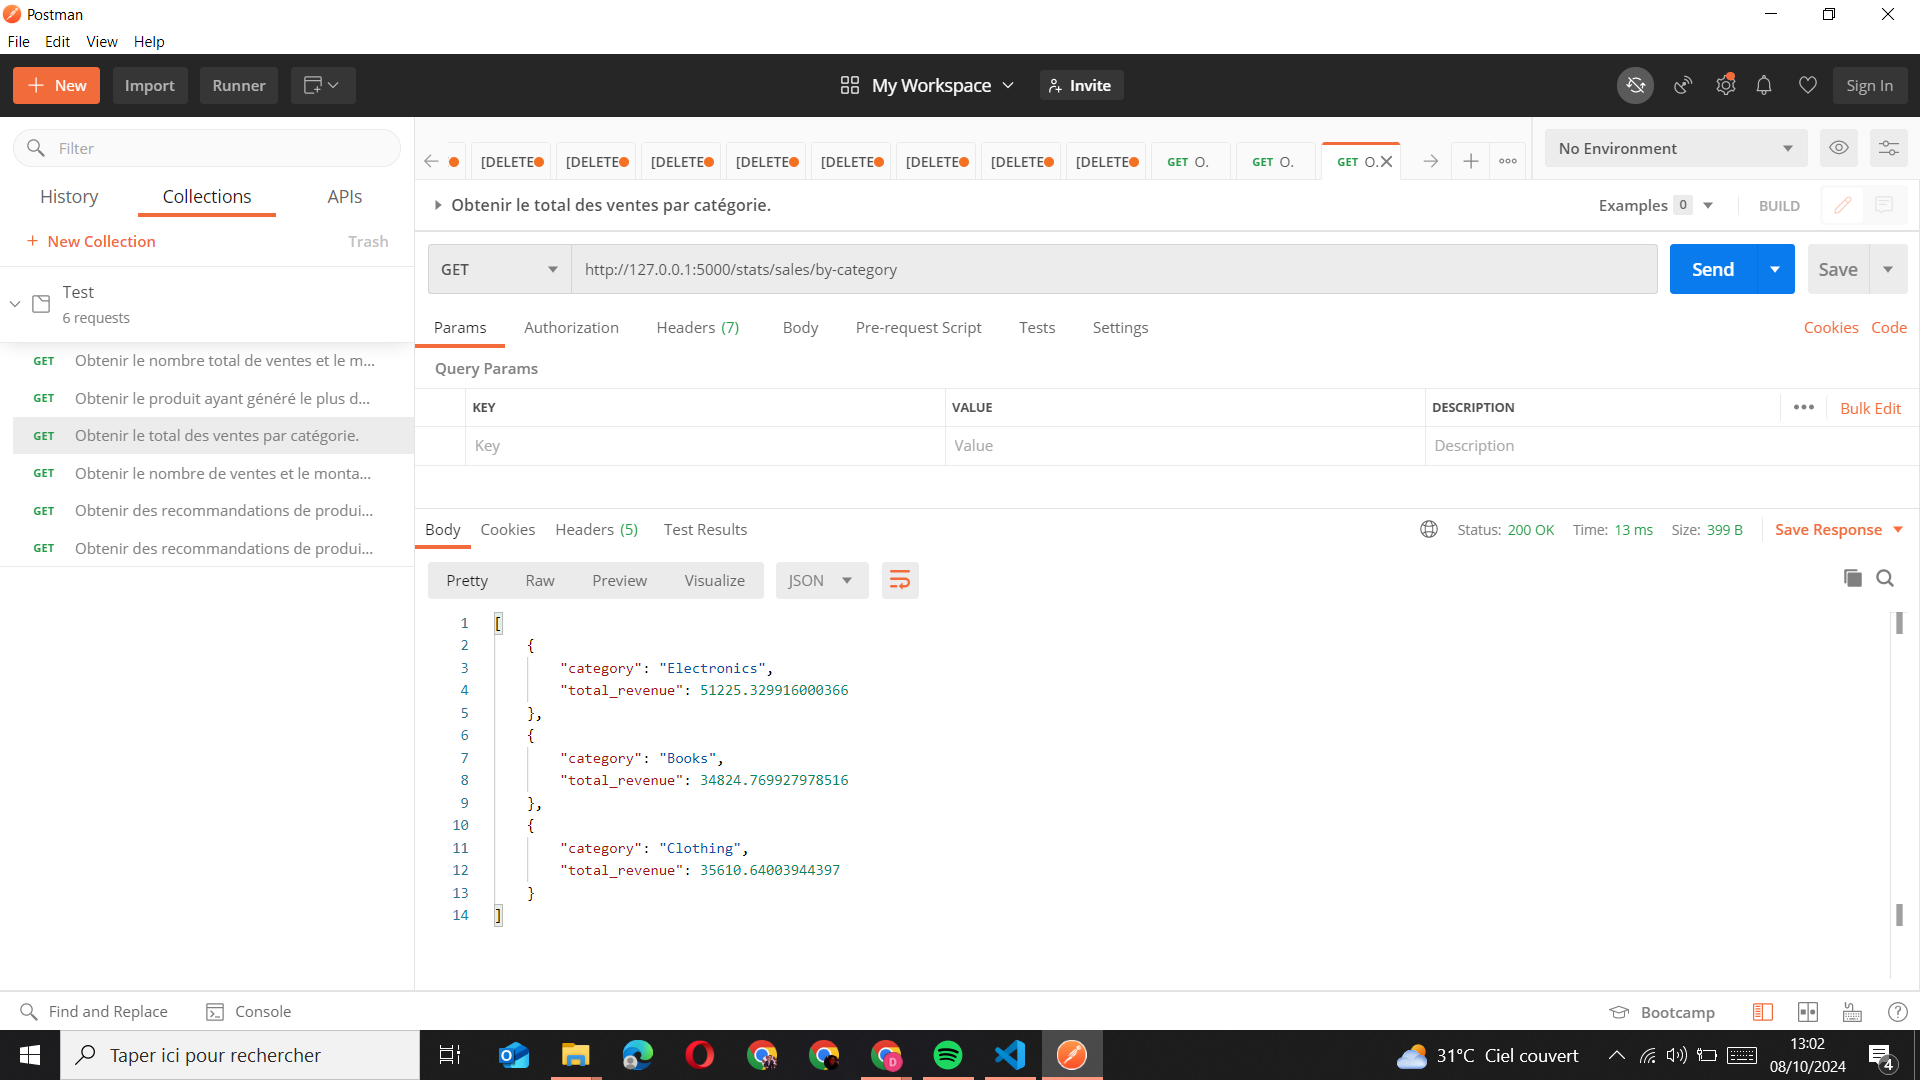 Postman
File Edit View Help
New Import Runner My Workspace Invite Sign In
Filter
History Collections APIs
+ New Collection Trash
Test
6 requests
GET Obtenir le nombre total de ventes et le m...
GET Obtenir le produit ayant généré le plus d...
GET Obtenir le total des ventes par catégorie.
GET Obtenir le nombre de ventes et le monta...
GET Obtenir des recommandations de produi...
GET Obtenir des recommandations de produi...
[DELETE [DELETE [DELETE [DELETE [DELETE [DELETE [DELETE [DELETE GET O. GET O. GET O.
No Environment
Obtenir le total des ventes par catégorie.
Examples 0 BUILD
GET http://127.0.0.1:5000/stats/sales/by-category Send Save
Params Authorization Headers (7) Body Pre-request Script Tests Settings Cookies Code
Query Params
KEY VALUE DESCRIPTION ••• Bulk Edit
Key Value Description
Body Cookies Headers (5) Test Results Status: 200 OK Time: 13 ms Size: 399 B Save Response
Pretty Raw Preview Visualize JSON
1 [
2 {
3 "category": "Electronics",
4 "total_revenue": 51225.329916000366
5 },
6 {
7 "category": "Books",
8 "total_revenue": 34824.769927978516
9 },
10 {
11 "category": "Clothing",
12 "total_revenue": 35610.64003944397
13 }
14 ]
Find and Replace Console Bootcamp
Taper ici pour rechercher
D
31°C Ciel couvert
13:02
08/10/2024
4